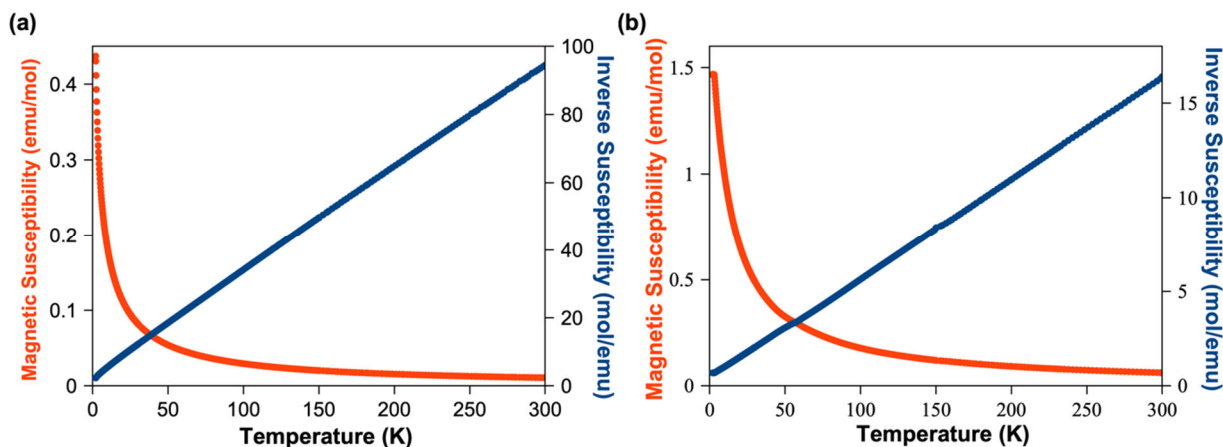 (a)
Magnetic Susceptibility (emu/mol)
0.4
0.3
0.2
0.1
0
0 50 100 150 200 250 300
Temperature (K)
100
80
60
40
20
0
Inverse Susceptibility (mol/emu)
(b)
Magnetic Susceptibility (emu/mol)
1.5
1
0.5
0
0 50 100 150 200 250 300
Temperature (K)
15
10
5
0
Inverse Susceptibility (mol/emu)